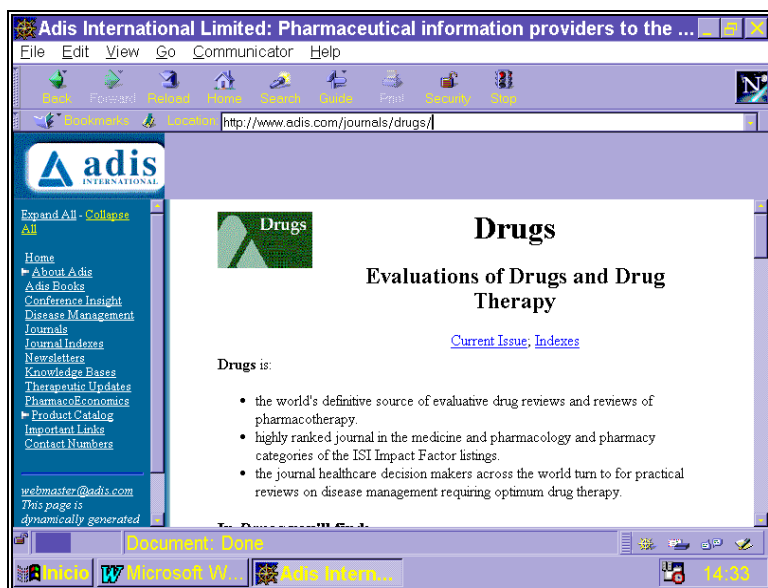 Adis International Limited: Pharmaceutical information providers to the ...
File Edit View Go Communicator Help
Back Forward Reload Home Search Guide Print Security Stop
N
Bookmarks Location: http://www.adis.com/journals/drugs/
adis
INTERNATIONAL
Expand All - Collapse
All
Home
About Adis
Adis Books
Conference Insight
Disease Management
Journals
Journal Indexes
Newsletters
Knowledge Bases
Therapeutic Updates
PharmacoEconomics
Product Catalog
Important Links
Contact Numbers
webmaster@adis.com
This page is
dynamically generated
Drugs
Drugs
Evaluations of Drugs and Drug
Therapy
Current Issue; Indexes
Drugs is:
• the world's definitive source of evaluative drug reviews and reviews of
pharmacotherapy.
• highly ranked journal in the medicine and pharmacology and pharmacy
categories of the ISI Impact Factor listings.
• the journal healthcare decision makers across the world turn to for practical
reviews on disease management requiring optimum drug therapy.
In Drugs you'll find:
Document: Done
Inicio Microsoft W... Adis Intern... 14:33